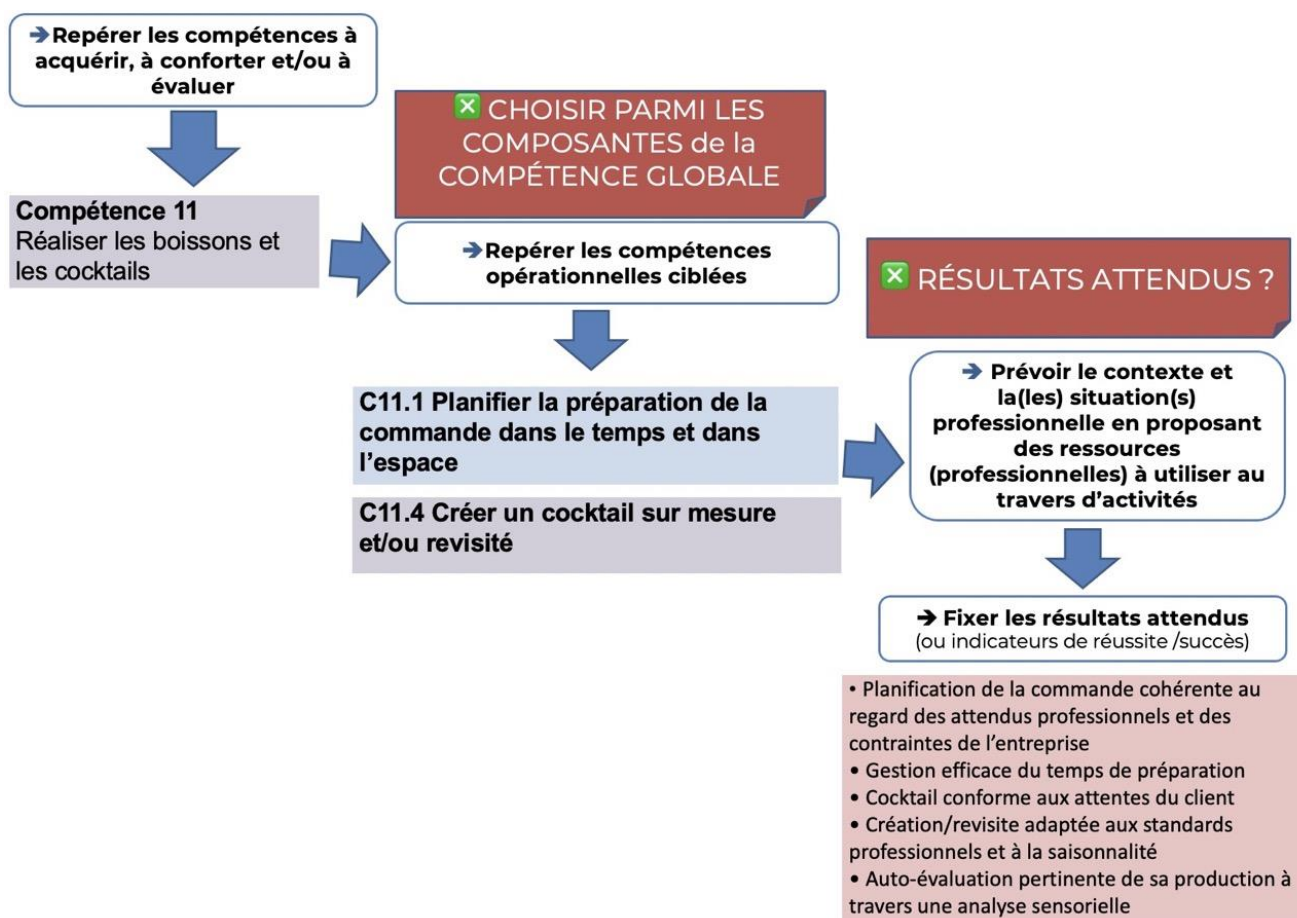 ➔Repérer les compétences à
acquérir, à conforter et/ou à
évaluer
❎ CHOISIR PARMI LES
COMPOSANTES de la
COMPÉTENCE GLOBALE
Compétence 11
Réaliser les boissons et
les cocktails
➔Repérer les compétences
opérationnelles ciblées
❎ RÉSULTATS ATTENDUS ?
C11.1 Planifier la préparation de la
commande dans le temps et dans
l’espace
C11.4 Créer un cocktail sur mesure
et/ou revisité
➔ Prévoir le contexte et
la(les) situation(s)
professionnelle en proposant
des ressources
(professionnelles) à utiliser au
travers d’activités
➔ Fixer les résultats attendus
(ou indicateurs de réussite /succès)
• Planification de la commande cohérente au
regard des attendus professionnels et des
contraintes de l’entreprise
• Gestion efficace du temps de préparation
• Cocktail conforme aux attentes du client
• Création/revisite adaptée aux standards
professionnels et à la saisonnalité
• Auto-évaluation pertinente de sa production à
travers une analyse sensorielle